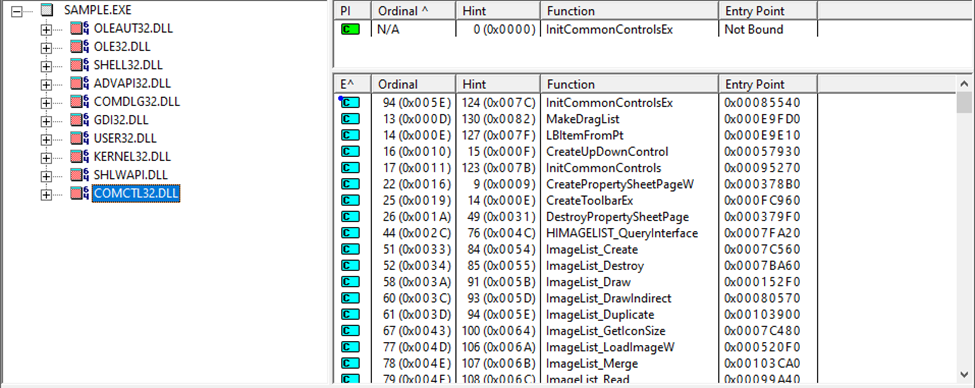 SAMPLE.EXE
OLEAUT32.DLL
OLE32.DLL
SHELL32.DLL
ADVAPI32.DLL
COMDLG32.DLL
GDI32.DLL
USER32.DLL
KERNEL32.DLL
SHLWAPI.DLL
COMCTL32.DLL
PI Ordinal ^ Hint Function Entry Point
C N/A 0 (0x0000) InitCommonControlsEx Not Bound
E^ Ordinal Hint Function Entry Point
C 94 (0x005E) 124 (0x007C) InitCommonControlsEx 0x00085540
C 13 (0x000D) 130 (0x0082) MakeDragList 0x000E9FD0
C 14 (0x000E) 127 (0x007F) LBItemFromPt 0x000E9E10
C 16 (0x0010) 15 (0x000F) CreateUpDownControl 0x00057930
C 17 (0x0011) 123 (0x007B) InitCommonControls 0x00095270
C 22 (0x0016) 9 (0x0009) CreatePropertySheetPageW 0x000378B0
C 25 (0x0019) 14 (0x000E) CreateToolbarEx 0x000FC960
C 26 (0x001A) 49 (0x0031) DestroyPropertySheetPage 0x000379F0
C 44 (0x002C) 76 (0x004C) HIMAGELIST_QueryInterface 0x0007FA20
C 51 (0x0033) 84 (0x0054) ImageList_Create 0x0007C560
C 52 (0x0034) 85 (0x0055) ImageList_Destroy 0x0007BA60
C 58 (0x003A) 91 (0x005B) ImageList_Draw 0x000152F0
C 60 (0x003C) 93 (0x005D) ImageList_DrawIndirect 0x00080570
C 61 (0x003D) 94 (0x005E) ImageList_Duplicate 0x00103900
C 67 (0x0043) 100 (0x0064) ImageList_GetIconSize 0x0007C480
C 77 (0x004D) 106 (0x006A) ImageList_LoadImageW 0x000520F0
C 78 (0x004E) 107 (0x006B) ImageList_Merge 0x00103CA0
C 79 (0x004F) 108 (0x006C) ImageList_Read 0x00099A40